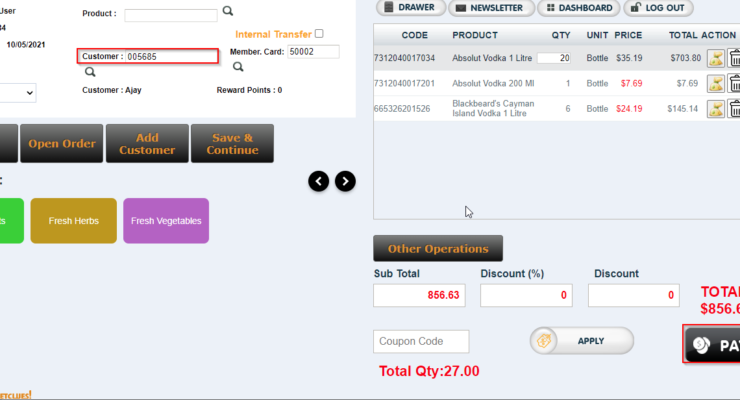 User
Product :
34
Internal Transfer
10/05/2021
Customer : 005685
Member. Card: 50002
Customer : Ajay
Reward Points : 0
Open Order
Add
Customer
Save &
Continue
:
ts
Fresh Herbs
Fresh Vegetables
DRAWER
NEWSLETTER
DASHBOARD
LOG OUT
CODE PRODUCT QTY UNIT PRICE TOTAL ACTION
7312040017034 Absolut Vodka 1 Litre 20 Bottle $35.19 $703.80
7312040017201 Absolut Vodka 200 Ml 1 Bottle $7.69 $7.69
665326201526 Blackbeard's Cayman
Island Vodka 1 Litre 6 Bottle $24.19 $145.14
Other Operations
Sub Total Discount (%) Discount
856.63 0 0
TOTA
$856.6
Coupon Code
APPLY
PA
Total Qty:27.00